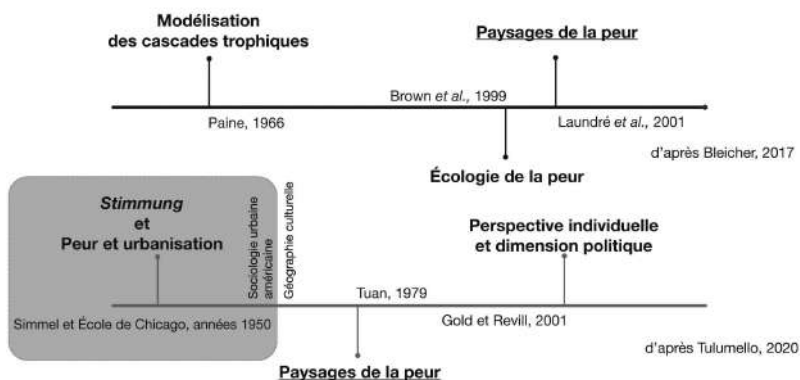 Modélisation
des cascades trophiques
Paysages de la peur
Brown et al., 1999
Paine, 1966
Laundré et al., 2001
d'après Bleicher, 2017
Écologie de la peur
Stimmung
et
Peur et urbanisation
Sociologie urbaine
américaine
Géographie culturelle
Perspective individuelle
et dimension politique
Tuan, 1979
Simmel et École de Chicago, années 1950
Gold et Revill, 2001
d'après Tulumello, 2020
Paysages de la peur